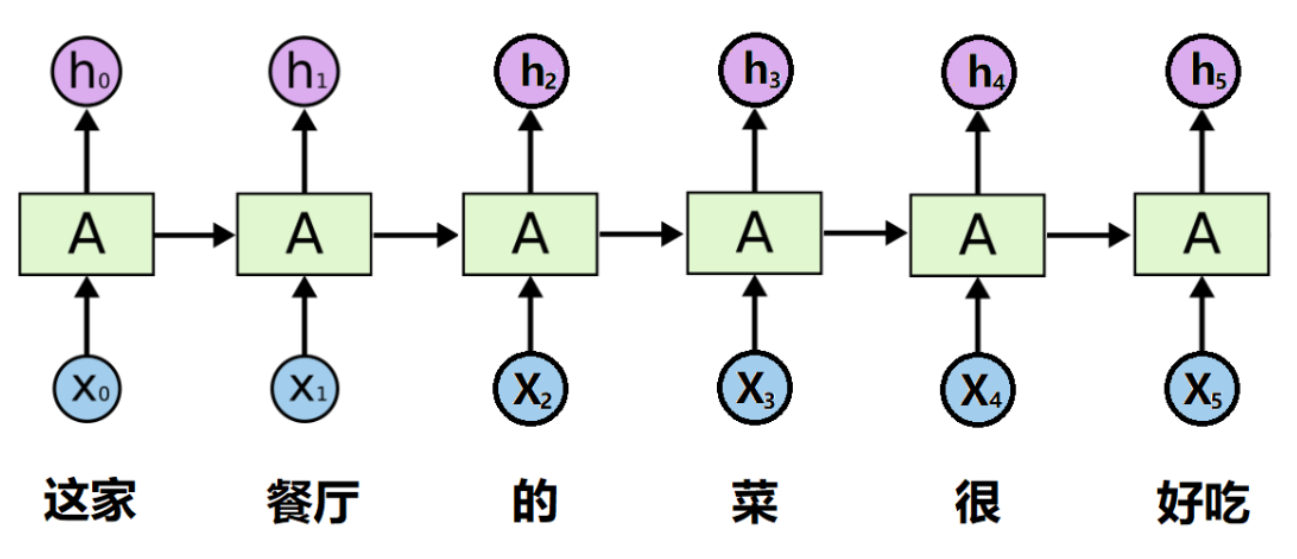 h₀ h₁ h₂ h₃ h₄ h₅
A A A A A A
x₀ x₁ X₂ X₃ X₄ X₅
这家 餐厅 的 菜 很 好吃